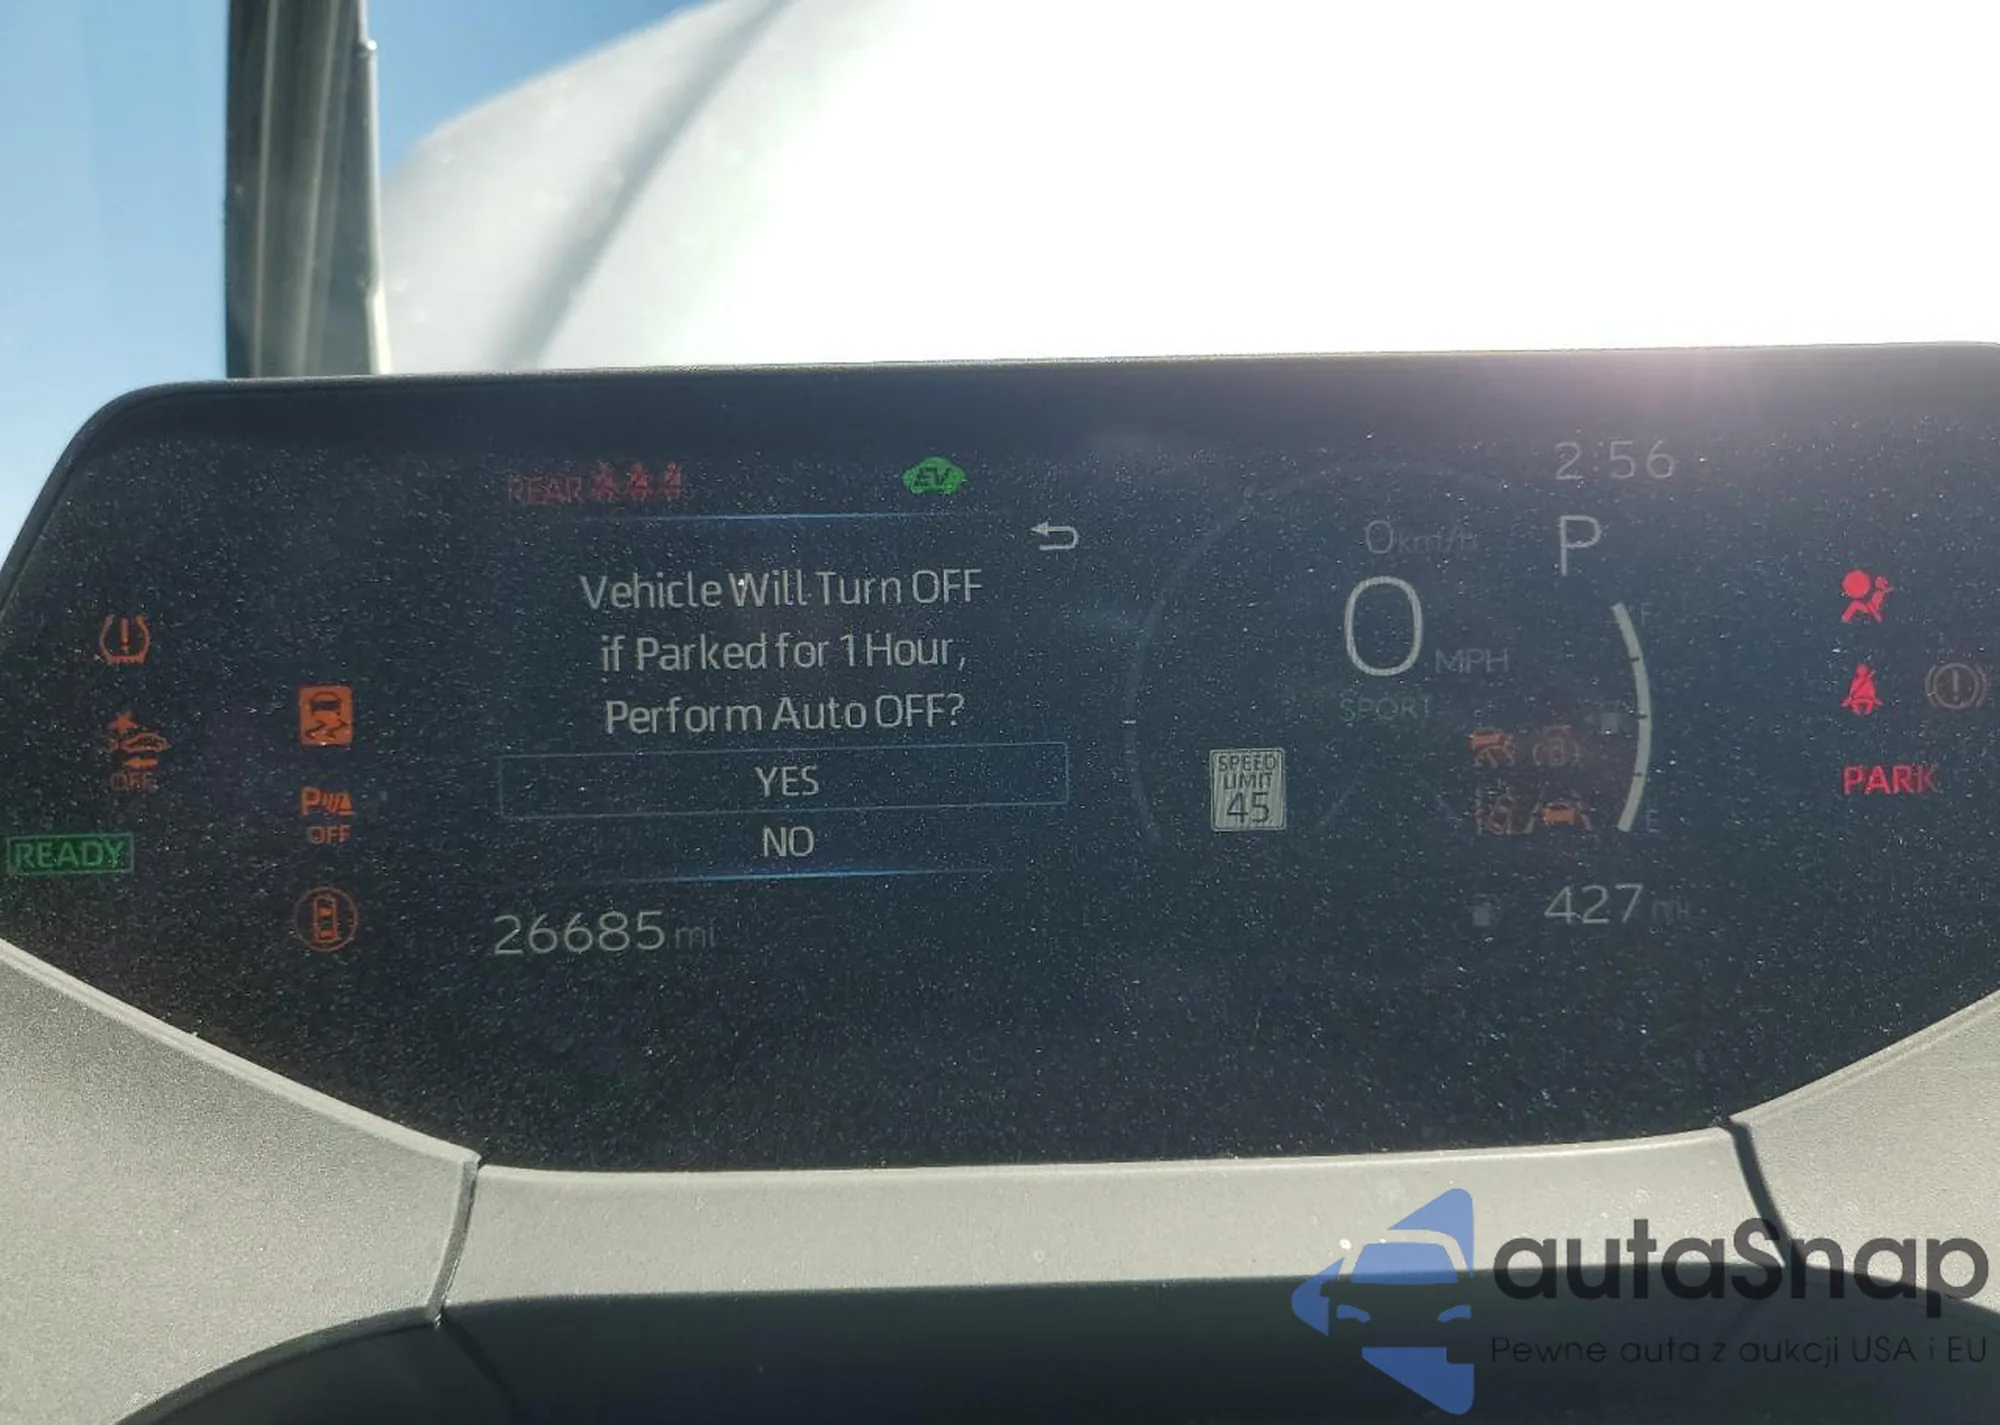 REAR
EV
2:56
0 km/h
P
Vehicle Will Turn OFF
if Parked for 1 Hour,
Perform Auto OFF?
YES
NO
0 MPH
SPORT
F
E
SPEED
LIMIT
45
OFF
P
OFF
READY
PARK
26685 mi
427 mi
autaSnap
Pewne auta z aukcji USA i EU